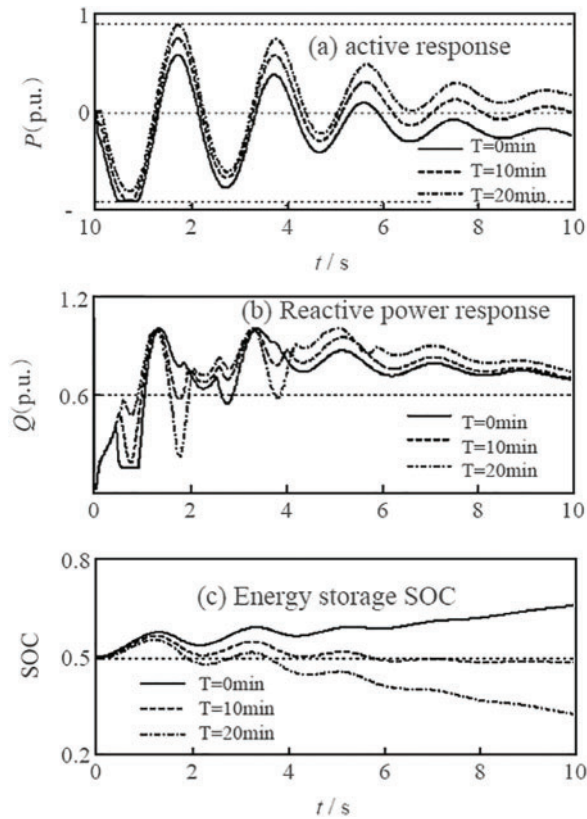 1
(a) active response
P(p.u.)
0
T=0min
T=10min
T=20min
-
10 2 4 6 8 10
t / s
1.2
(b) Reactive power response
Q(p.u.)
0.6
T=0min
T=10min
T=20min
0 2 4 6 8 10
t / s
0.8
(c) Energy storage SOC
SOC
0.5
T=0min
T=10min
T=20min
0.2
0 2 4 6 8 10
t / s